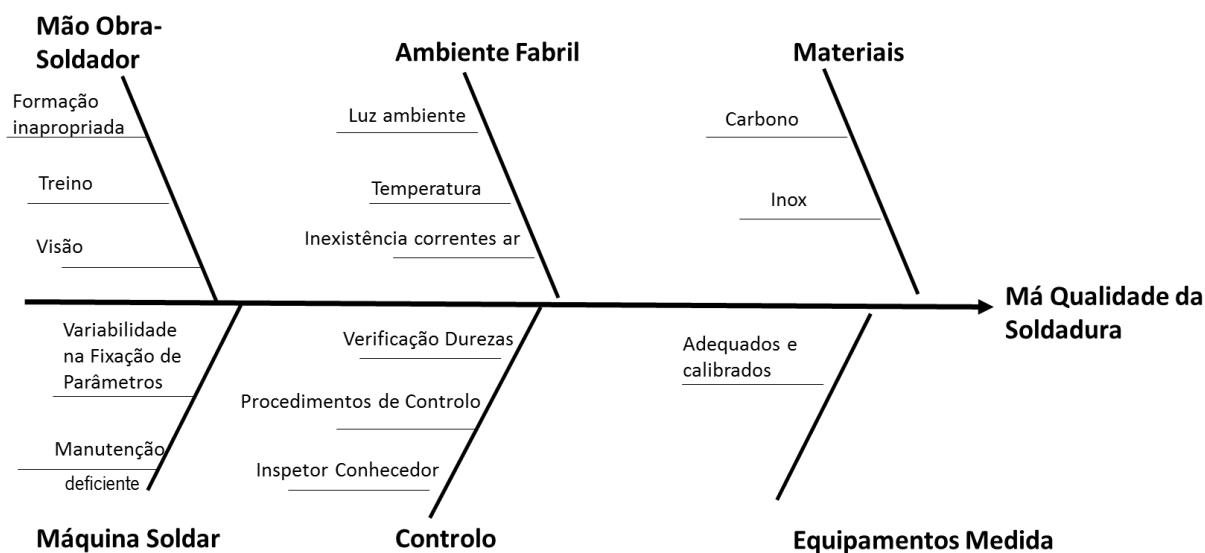 Mão Obra-
Soldador
Ambiente Fabril
Materiais
Formação
inapropriada
Luz ambiente
Carbono
Treino
Temperatura
Inox
Visão
Inexistência correntes ar
Má Qualidade da
Soldadura
Variabilidade
na Fixação de
Parâmetros
Verificação Durezas
Adequados e
calibrados
Procedimentos de Controlo
Manutenção
deficiente
Inspetor Conhecedor
Máquina Soldar
Controlo
Equipamentos Medida